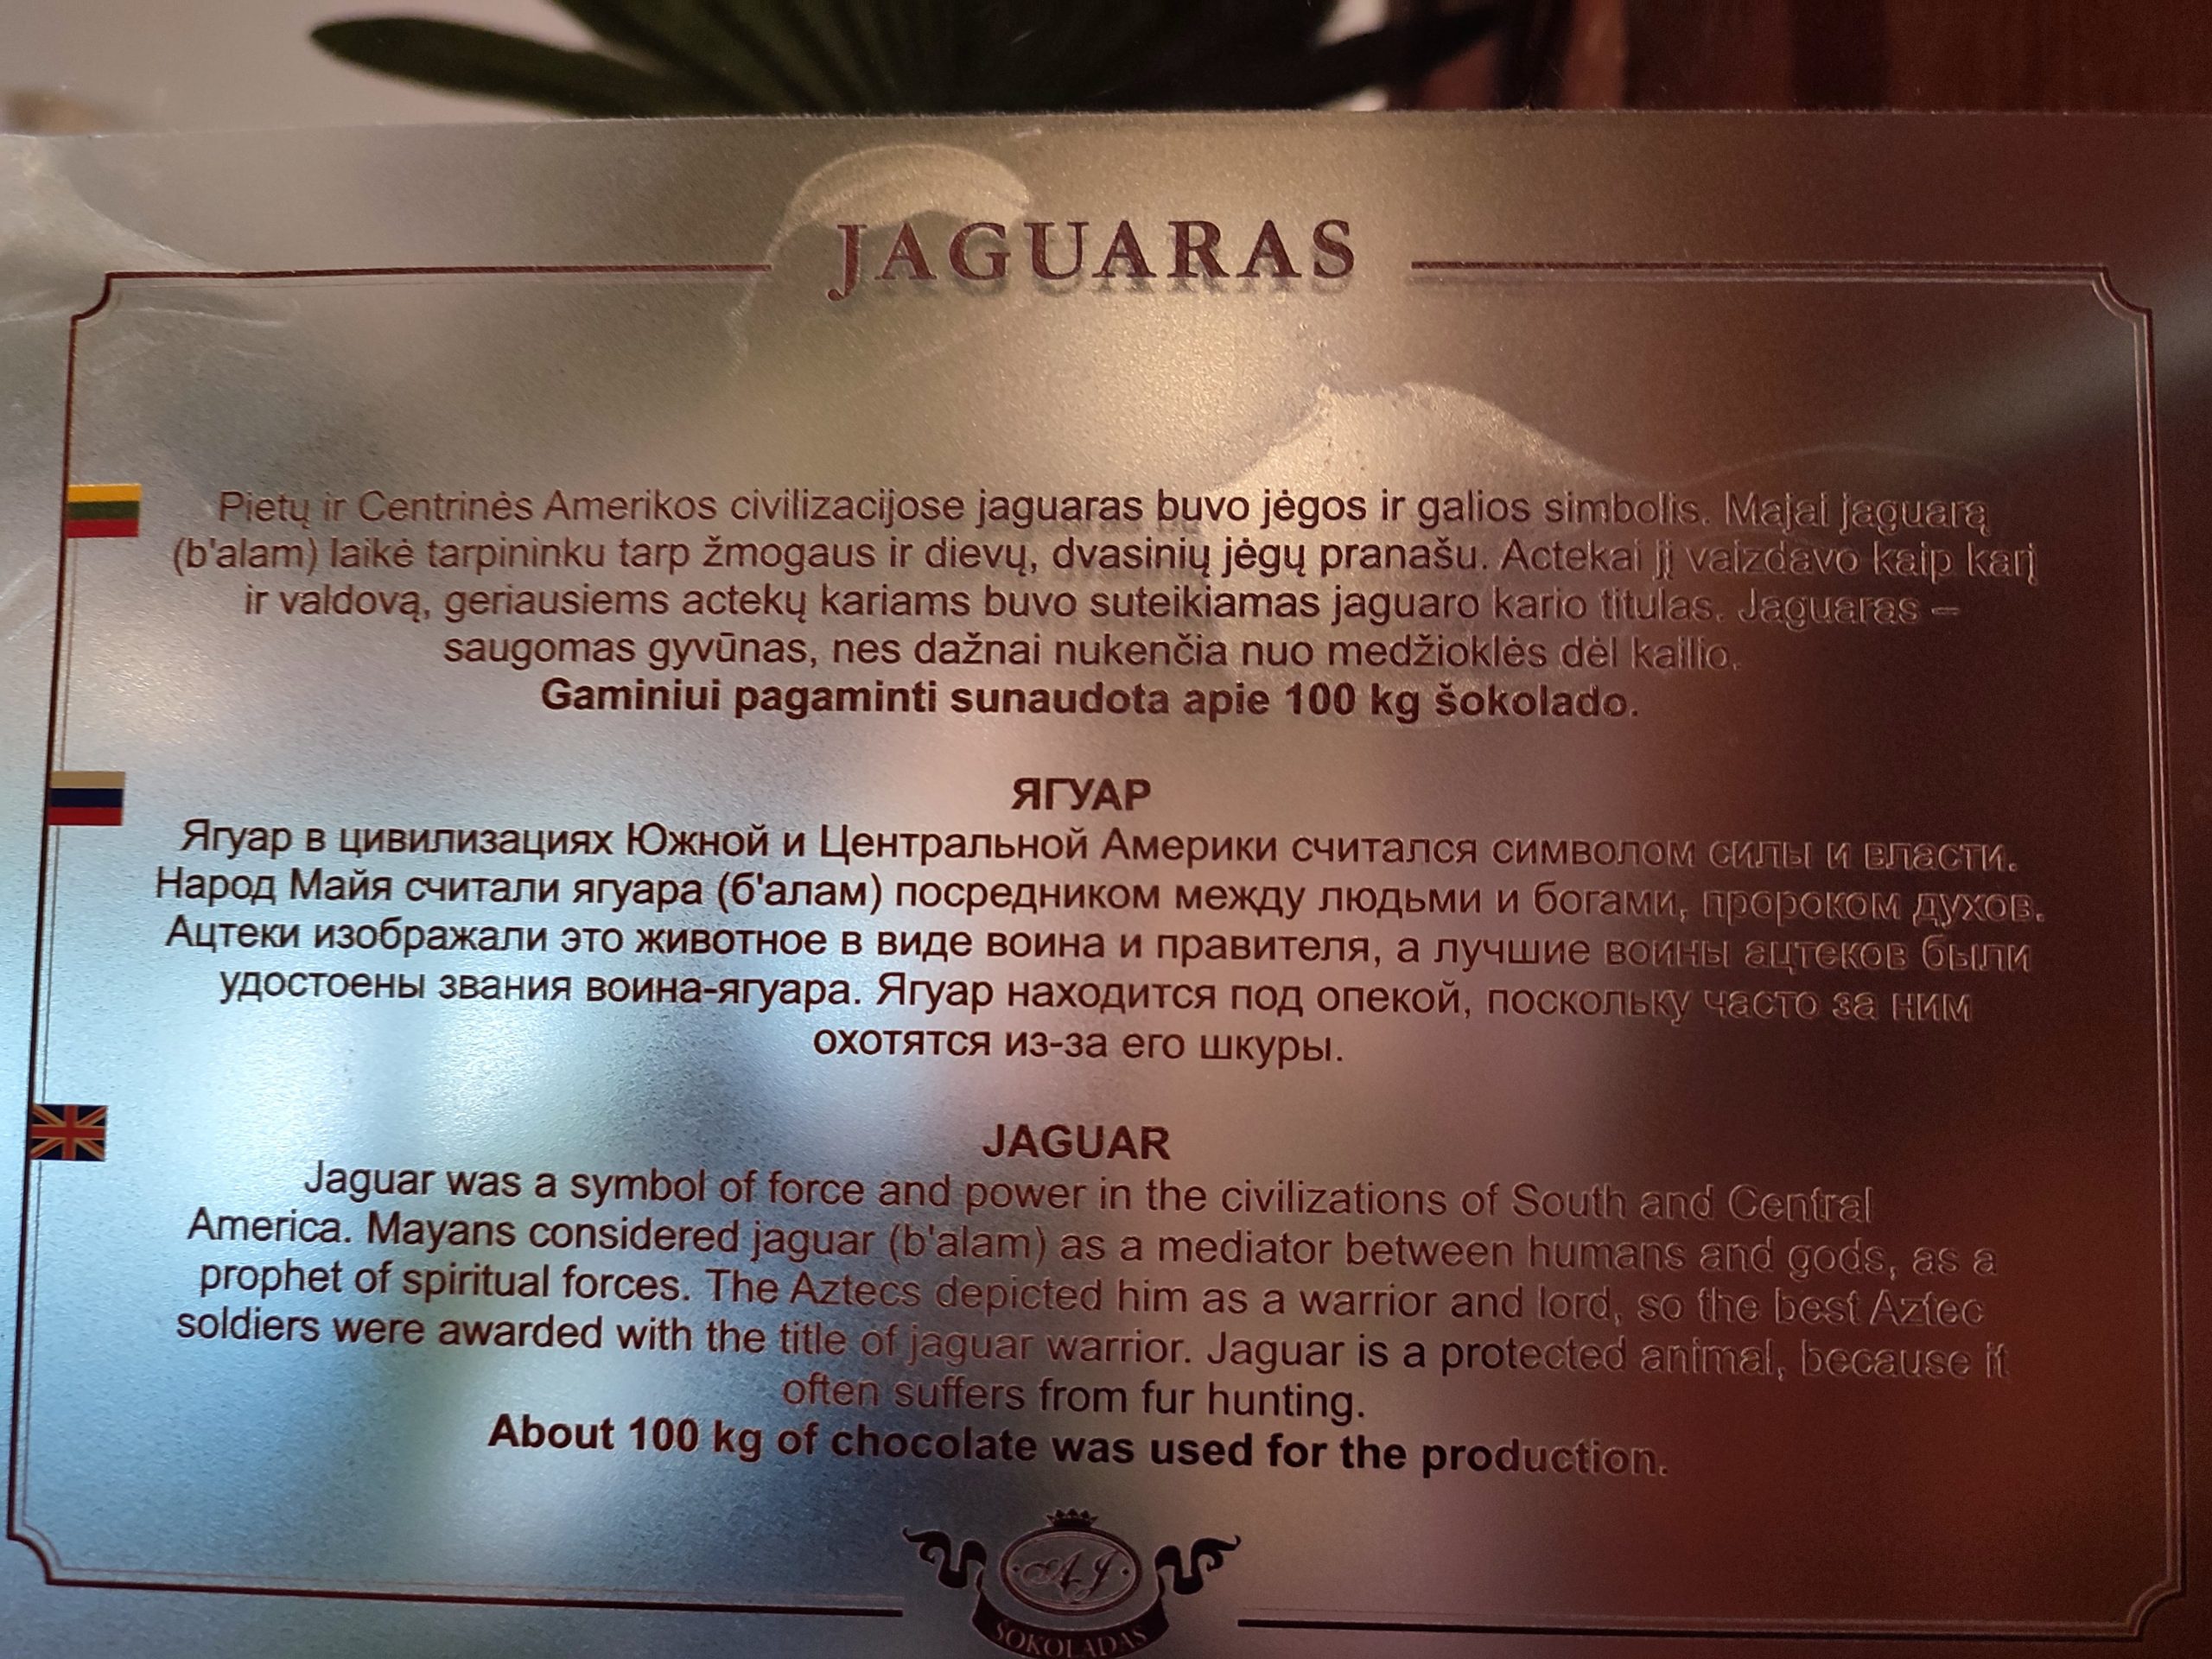 JAGUARAS
Pietų ir Centrinės Amerikos civilizacijose jaguaras buvo jėgos ir galios simbolis. Majai jaguarą
(b'alam) laikė tarpininku tarp žmogaus ir dievų, dvasinių jėgų pranašu. Actekai jį vaizdavo kaip karį
ir valdovą, geriausiems actekų kariams buvo suteikiamas jaguaro kario titulas. Jaguaras –
saugomas gyvūnas, nes dažnai nukenčia nuo medžioklės dėl kailio.
Gaminiui pagaminti sunaudota apie 100 kg šokolado.
ЯГУАР
Ягуар в цивилизациях Южной и Центральной Америки считался символом силы и власти.
Народ Майя считали ягуара (б'алам) посредником между людьми и богами, пророком духов.
Ацтеки изображали это животное в виде воина и правителя, а лучшие воины ацтеков были
удостоены звания воина-ягуара. Ягуар находится под опекой, поскольку часто за ним
охотятся из-за его шкуры.
JAGUAR
Jaguar was a symbol of force and power in the civilizations of South and Central
America. Mayans considered jaguar (b'alam) as a mediator between humans and gods, as a
prophet of spiritual forces. The Aztecs depicted him as a warrior and lord, so the best Aztec
soldiers were awarded with the title of jaguar warrior. Jaguar is a protected animal, because it
often suffers from fur hunting.
About 100 kg of chocolate was used for the production.
AJ
ŠOKOLADAS